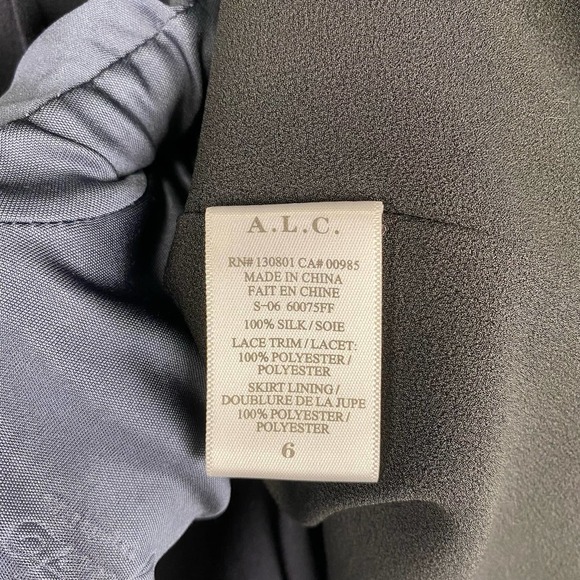 A.L.C.
RN# 130801 CA# 00985
MADE IN CHINA
FAIT EN CHINE
S-06 60075FF
100% SILK / SOIE
LACE TRIM / LACET:
100% POLYESTER /
POLYESTER
SKIRT LINING /
DOUBLURE DE LA JUPE
100% POLYESTER /
POLYESTER
6